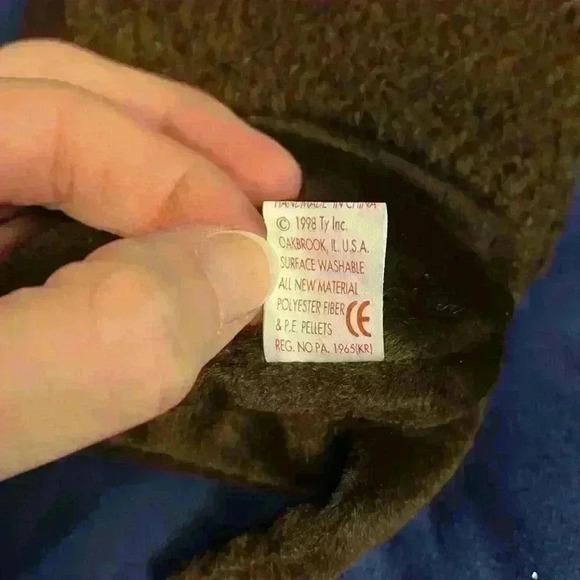 HANDMADE IN CHINA
© 1998 Ty Inc.
OAKBROOK, IL. U.S.A.
SURFACE WASHABLE
ALL NEW MATERIAL
POLYESTER FIBER
& P.E. PELLETS
CE
REG. NO PA. 1965(KR)